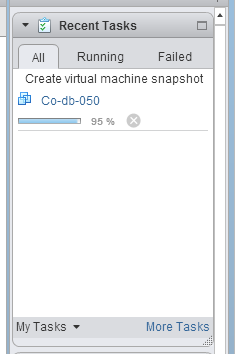 Recent Tasks
All Running Failed
Create virtual machine snapshot
Co-db-050
95 %
My Tasks More Tasks